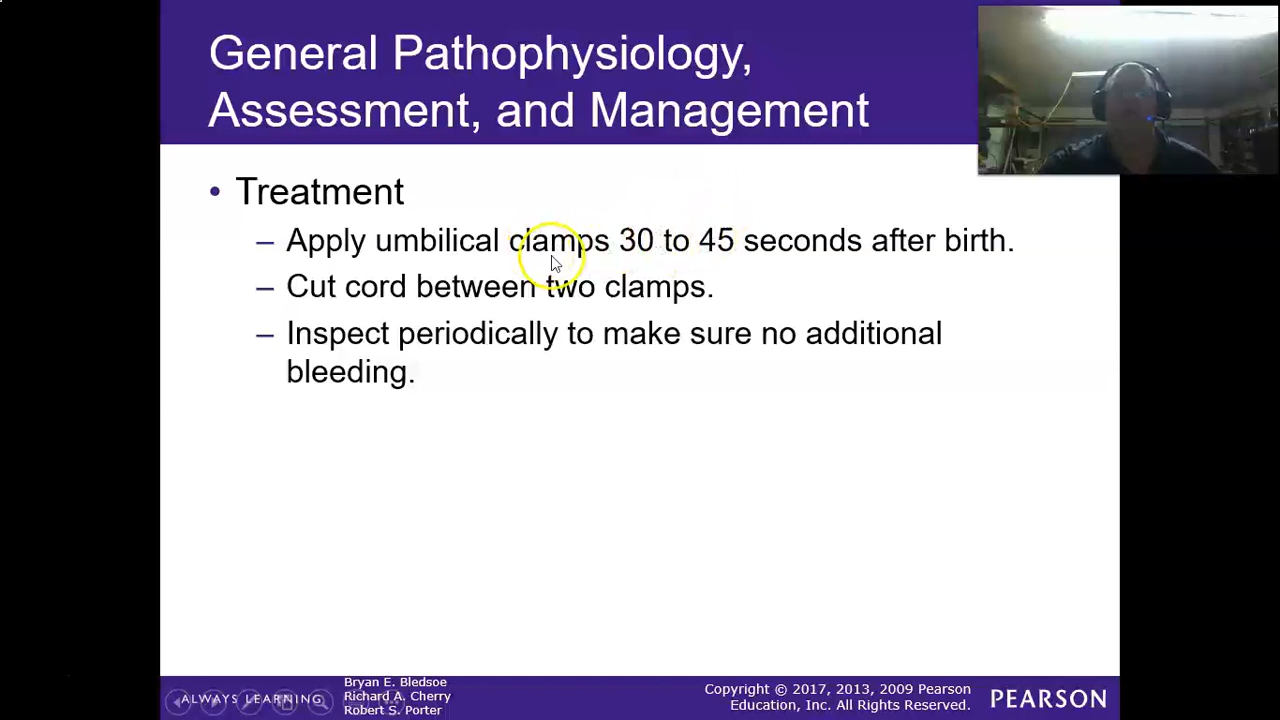 General Pathophysiology,
Assessment, and Management
• Treatment
– Apply umbilical clamps 30 to 45 seconds after birth.
– Cut cord between two clamps.
– Inspect periodically to make sure no additional
bleeding.
ALWAYS LEARNING
Bryan E. Bledsoe
Richard A. Cherry
Robert S. Porter
Copyright © 2017, 2013, 2009 Pearson
Education, Inc. All Rights Reserved.
PEARSON